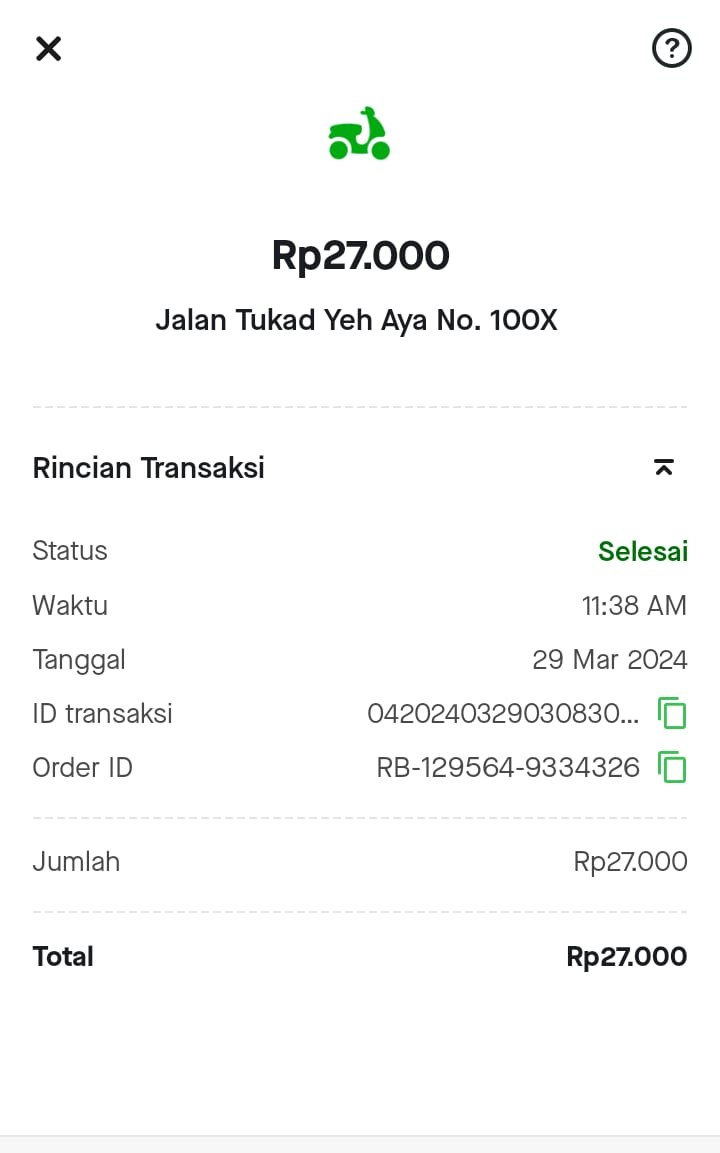 Rp27.000
Jalan Tukad Yeh Aya No. 100X
Rincian Transaksi
Status Selesai
Waktu 11:38 AM
Tanggal 29 Mar 2024
ID transaksi 0420240329030830...
Order ID RB-129564-9334326
Jumlah Rp27.000
Total Rp27.000